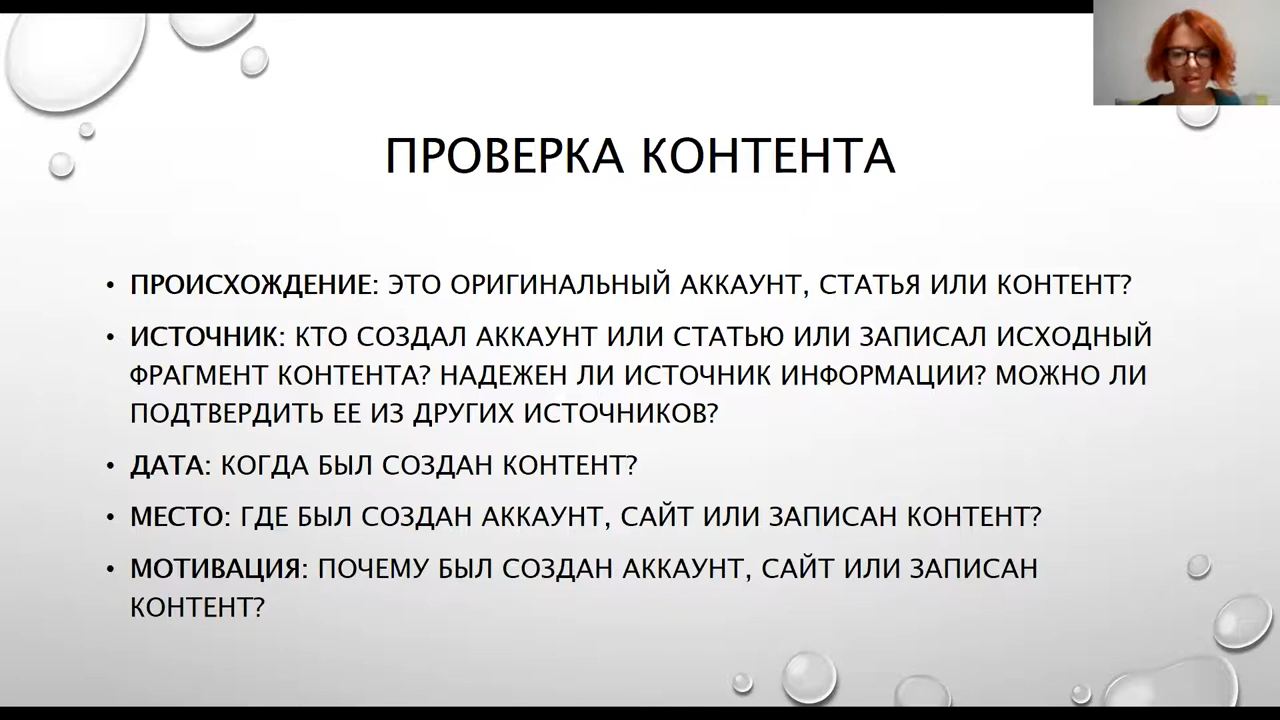 ПРОВЕРКА КОНТЕНТА
• ПРОИСХОЖДЕНИЕ: ЭТО ОРИГИНАЛЬНЫЙ АККАУНТ, СТАТЬЯ ИЛИ КОНТЕНТ?
• ИСТОЧНИК: КТО СОЗДАЛ АККАУНТ ИЛИ СТАТЬЮ ИЛИ ЗАПИСАЛ ИСХОДНЫЙ
ФРАГМЕНТ КОНТЕНТА? НАДЕЖЕН ЛИ ИСТОЧНИК ИНФОРМАЦИИ? МОЖНО ЛИ
ПОДТВЕРДИТЬ ЕЕ ИЗ ДРУГИХ ИСТОЧНИКОВ?
• ДАТА: КОГДА БЫЛ СОЗДАН КОНТЕНТ?
• МЕСТО: ГДЕ БЫЛ СОЗДАН АККАУНТ, САЙТ ИЛИ ЗАПИСАН КОНТЕНТ?
• МОТИВАЦИЯ: ПОЧЕМУ БЫЛ СОЗДАН АККАУНТ, САЙТ ИЛИ ЗАПИСАН
КОНТЕНТ?